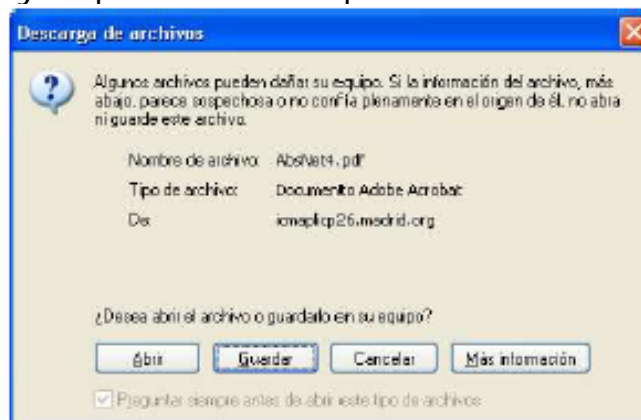 Descarga de archivos
Algunos archivos pueden dañar su equipo. Si la información del archivo, más
abajo, parece sospechosa o no confía plenamente en el origen de él, no abra
ni guarde este archivo.
Nombre de archivo: AbsNet4.pdf
Tipo de archivo: Documento Adobe Acrobat
De: icmaplicp26.madrid.org
¿Desea abrir el archivo o guardarlo en su equipo?
Abrir Guardar Cancelar Más información
Preguntar siempre antes de abrir este tipo de archivos